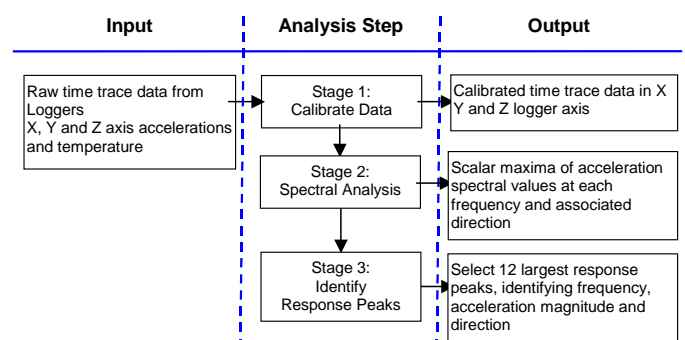 Input
Analysis Step
Output
Raw time trace data from
Loggers
X, Y and Z axis accelerations
and temperature
Stage 1:
Calibrate Data
Calibrated time trace data in X
Y and Z logger axis
Stage 2:
Spectral Analysis
Scalar maxima of acceleration
spectral values at each
frequency and associated
direction
Stage 3:
Identify
Response Peaks
Select 12 largest response
peaks, identifying frequency,
acceleration magnitude and
direction